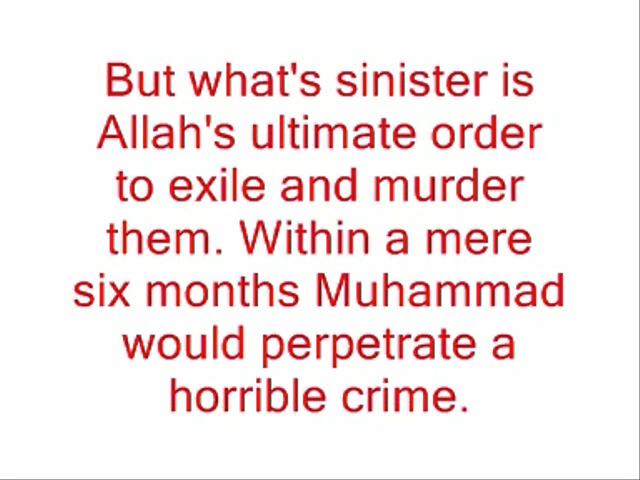 But what's sinister is
Allah's ultimate order
to exile and murder
them. Within a mere
six months Muhammad
would perpetrate a
horrible crime.